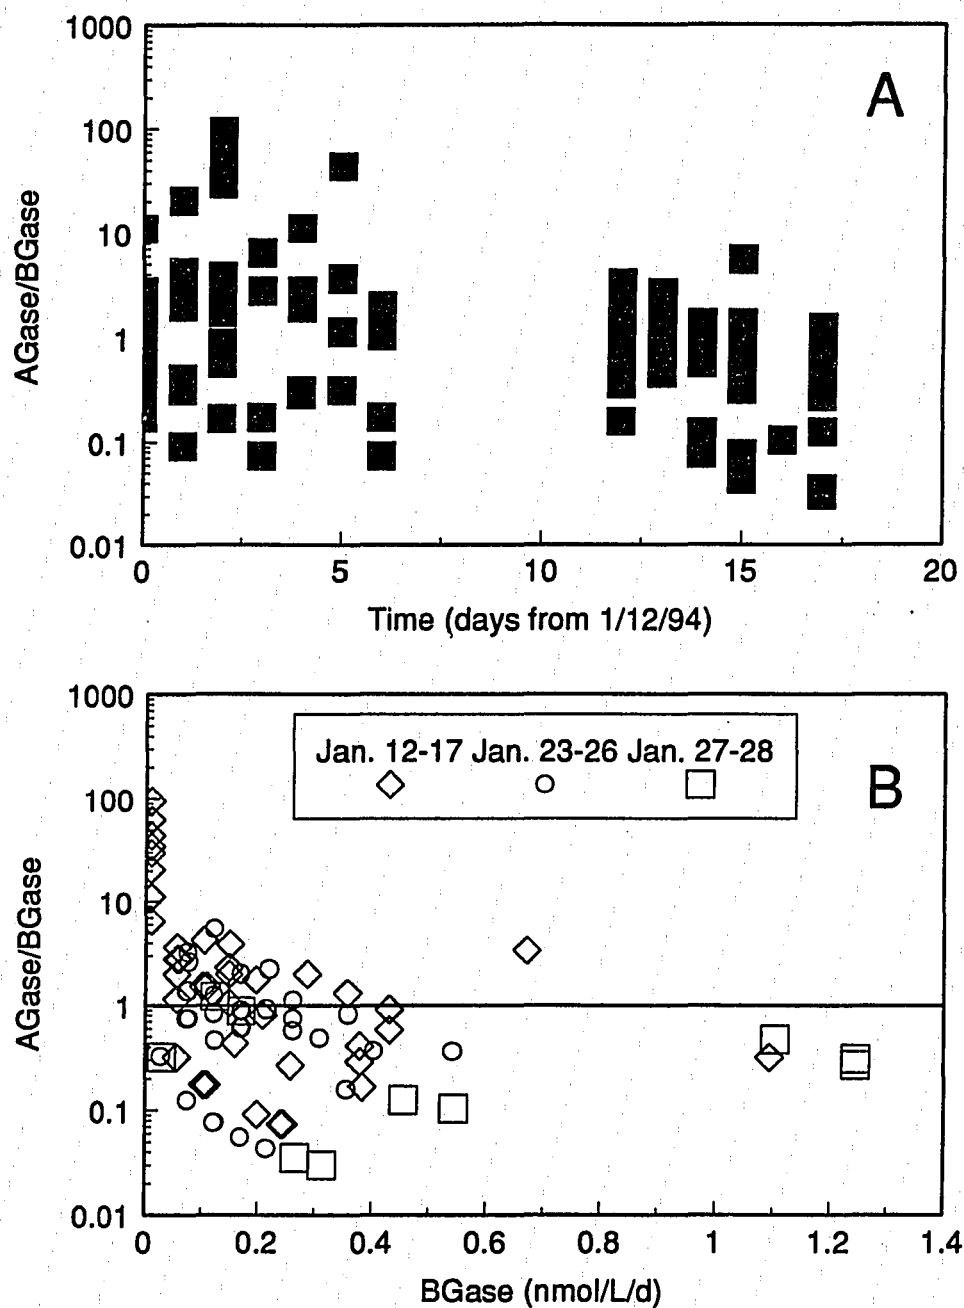 1000
A
100
10
1
0.1
0.01
AGase/BGase
0 5 10 15 20
Time (days from 1/12/94)
1000
Jan. 12-17 Jan. 23-26 Jan. 27-28
B
100
10
1
0.1
0.01
AGase/BGase
0 0.2 0.4 0.6 0.8 1 1.2 1.4
BGase (nmol/L/d)